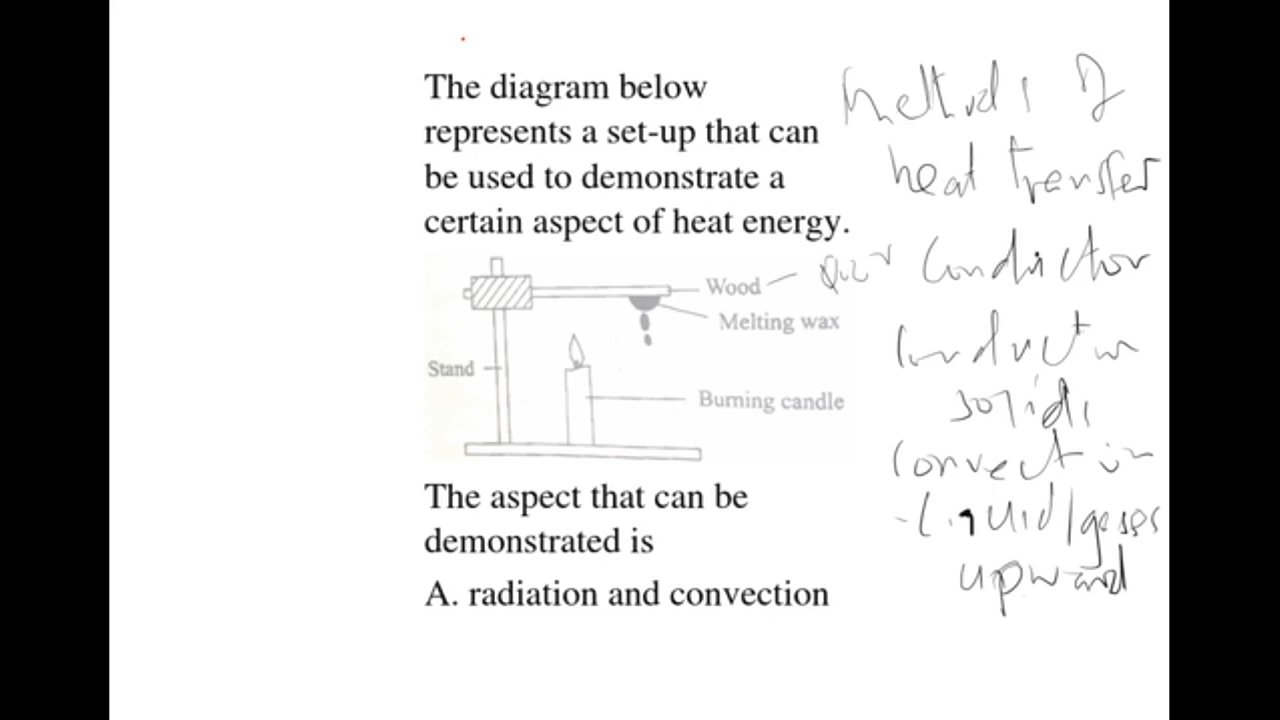 The diagram below
represents a set-up that can
be used to demonstrate a
certain aspect of heat energy.
Wood
Melting wax
Stand
Burning candle
The aspect that can be
demonstrated is
A. radiation and convection
Methods of
heat transfer
conductor
conduction
solids
convection
- liquid/gases
upward